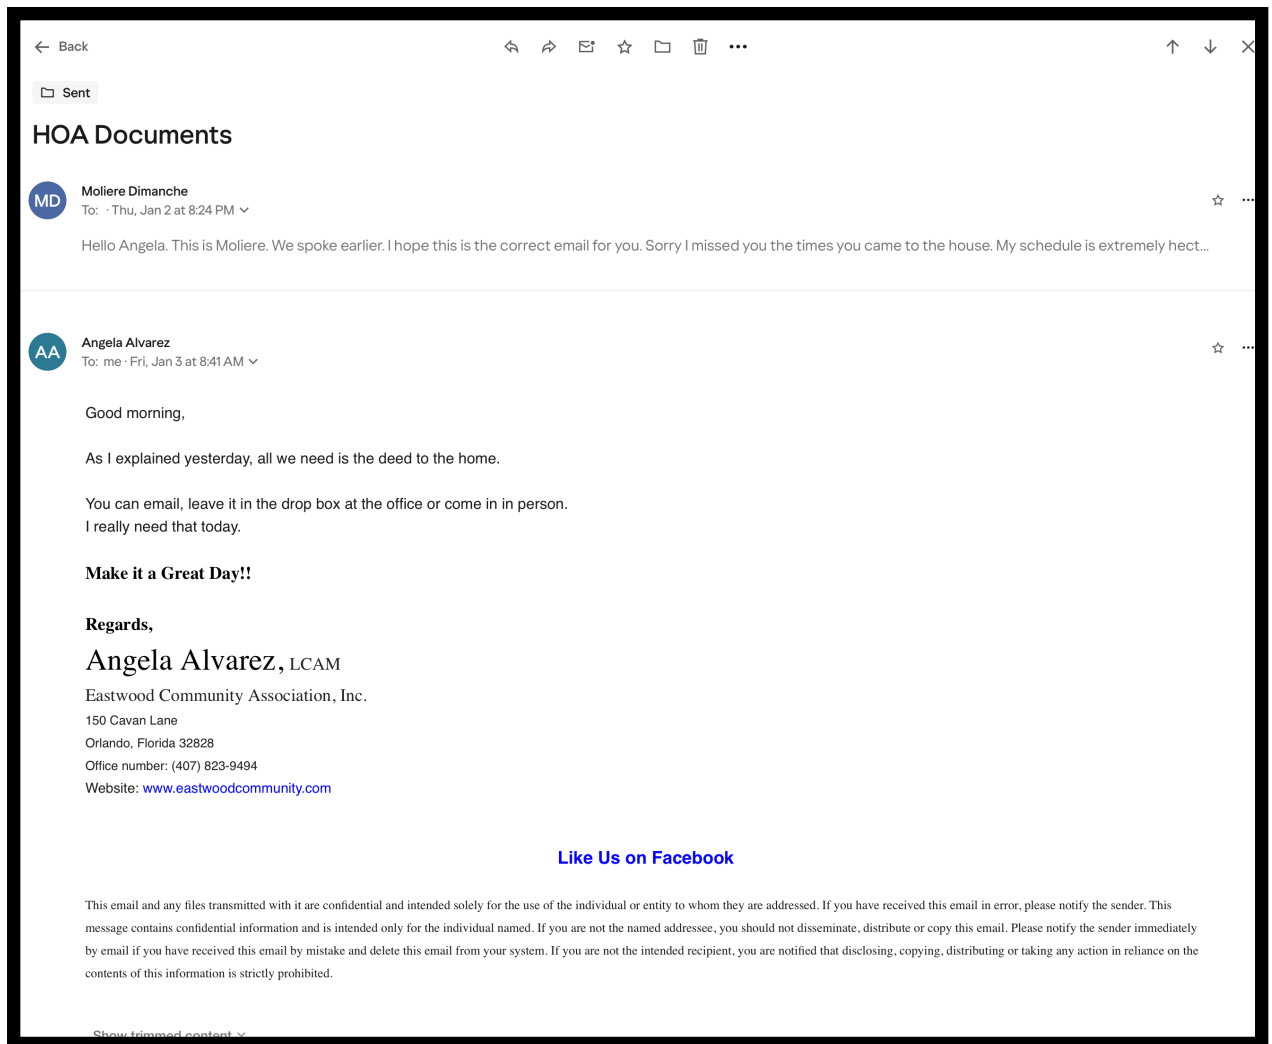 Back
Sent
HOA Documents
MD
Moliere Dimanche
To: · Thu, Jan 2 at 8:24 PM
Hello Angela. This is Moliere. We spoke earlier. I hope this is the correct email for you. Sorry I missed you the times you came to the house. My schedule is extremely hect...
AA
Angela Alvarez
To: me · Fri, Jan 3 at 8:41 AM
Good morning,
As I explained yesterday, all we need is the deed to the home.
You can email, leave it in the drop box at the office or come in in person.
I really need that today.
Make it a Great Day!!
Regards,
Angela Alvarez, LCAM
Eastwood Community Association, Inc.
150 Cavan Lane
Orlando, Florida 32828
Office number: (407) 823-9494
Website: www.eastwoodcommunity.com
Like Us on Facebook
This email and any files transmitted with it are confidential and intended solely for the use of the individual or entity to whom they are addressed. If you have received this email in error, please notify the sender. This
message contains confidential information and is intended only for the individual named. If you are not the named addressee, you should not disseminate, distribute or copy this email. Please notify the sender immediately
by email if you have received this email by mistake and delete this email from your system. If you are not the intended recipient, you are notified that disclosing, copying, distributing or taking any action in reliance on the
contents of this information is strictly prohibited.
Show trimmed content